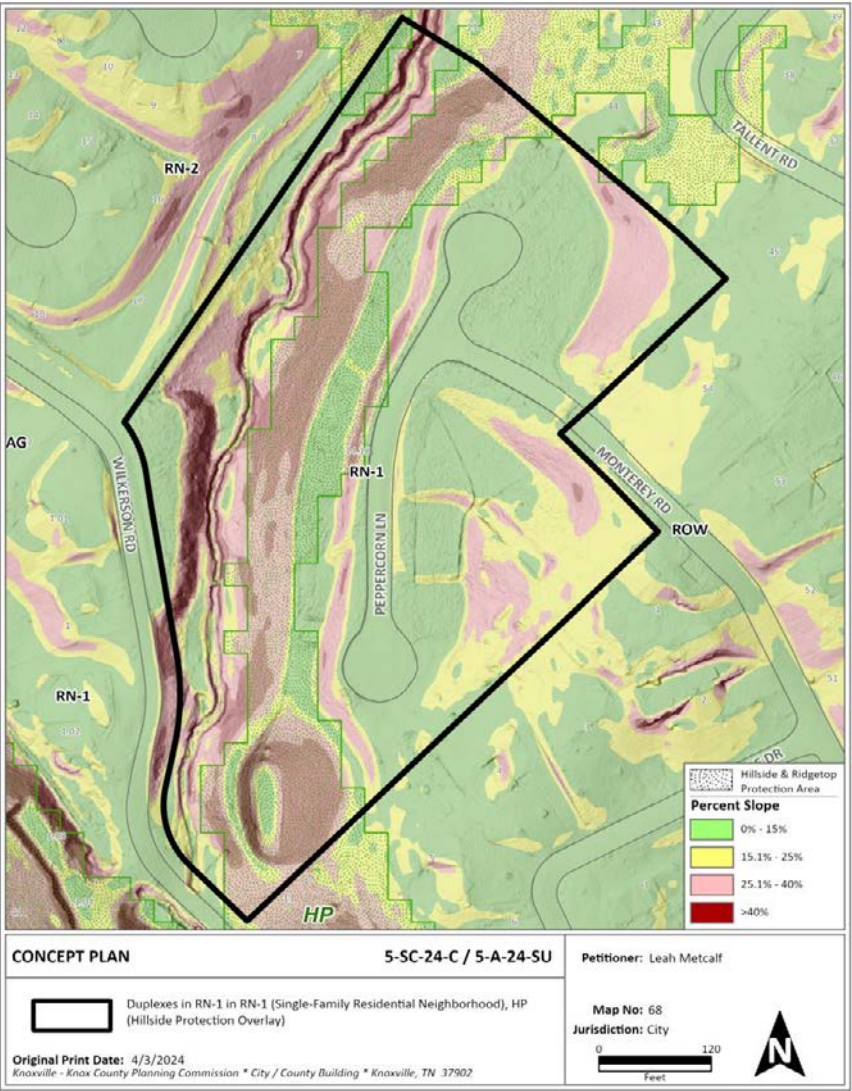 TALLENT RD
RN-2
RN-1
AG
WILKERSON RD
MONTEREY RD
ROW
PEPPERCORN LN
RN-1
DR
HP
Hillside & Ridgetop
Protection Area
Percent Slope
0% - 15%
15.1% - 25%
25.1% - 40%
>40%
CONCEPT PLAN
5-SC-24-C / 5-A-24-SU
Petitioner: Leah Metcalf
Duplexes in RN-1 in RN-1 (Single-Family Residential Neighborhood), HP
(Hillside Protection Overlay)
Map No: 68
Jurisdiction: City
0 120
Feet
N
Original Print Date: 4/3/2024
Knoxville - Knox County Planning Commission * City / County Building * Knoxville, TN 37902